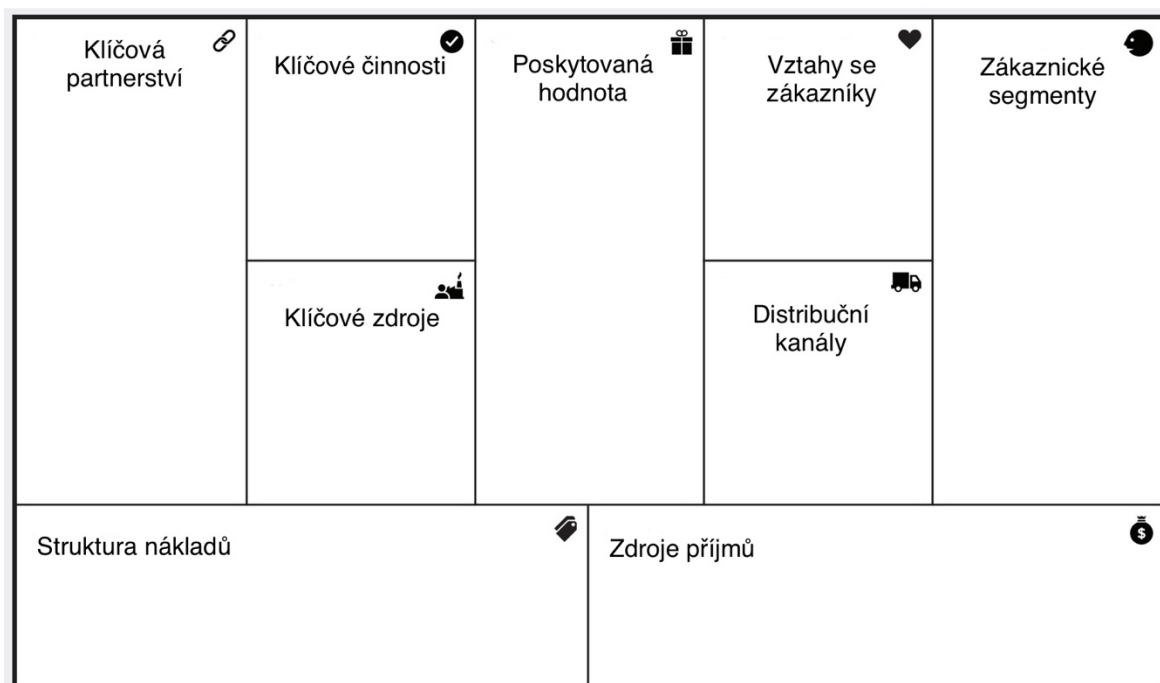 Klíčová
partnerství
Klíčové činnosti
Klíčové zdroje
Poskytovaná
hodnota
Vztahy se
zákazníky
Distribuční
kanály
Zákaznické
segmenty
Struktura nákladů
Zdroje příjmů
$